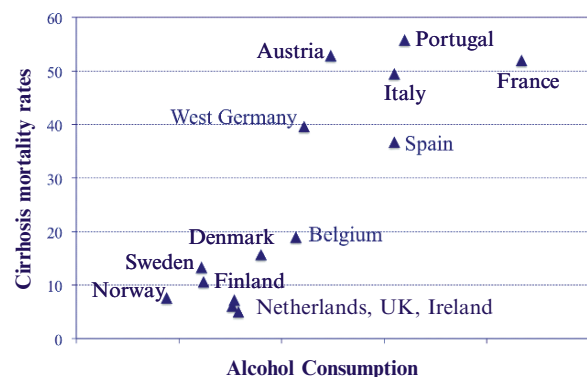 60
Portugal
Austria
50
France
Italy
40
West Germany
Spain
30
20
Denmark
Belgium
Sweden
10
Finland
Norway
Netherlands, UK, Ireland
0
Cirrhosis mortality rates
Alcohol Consumption